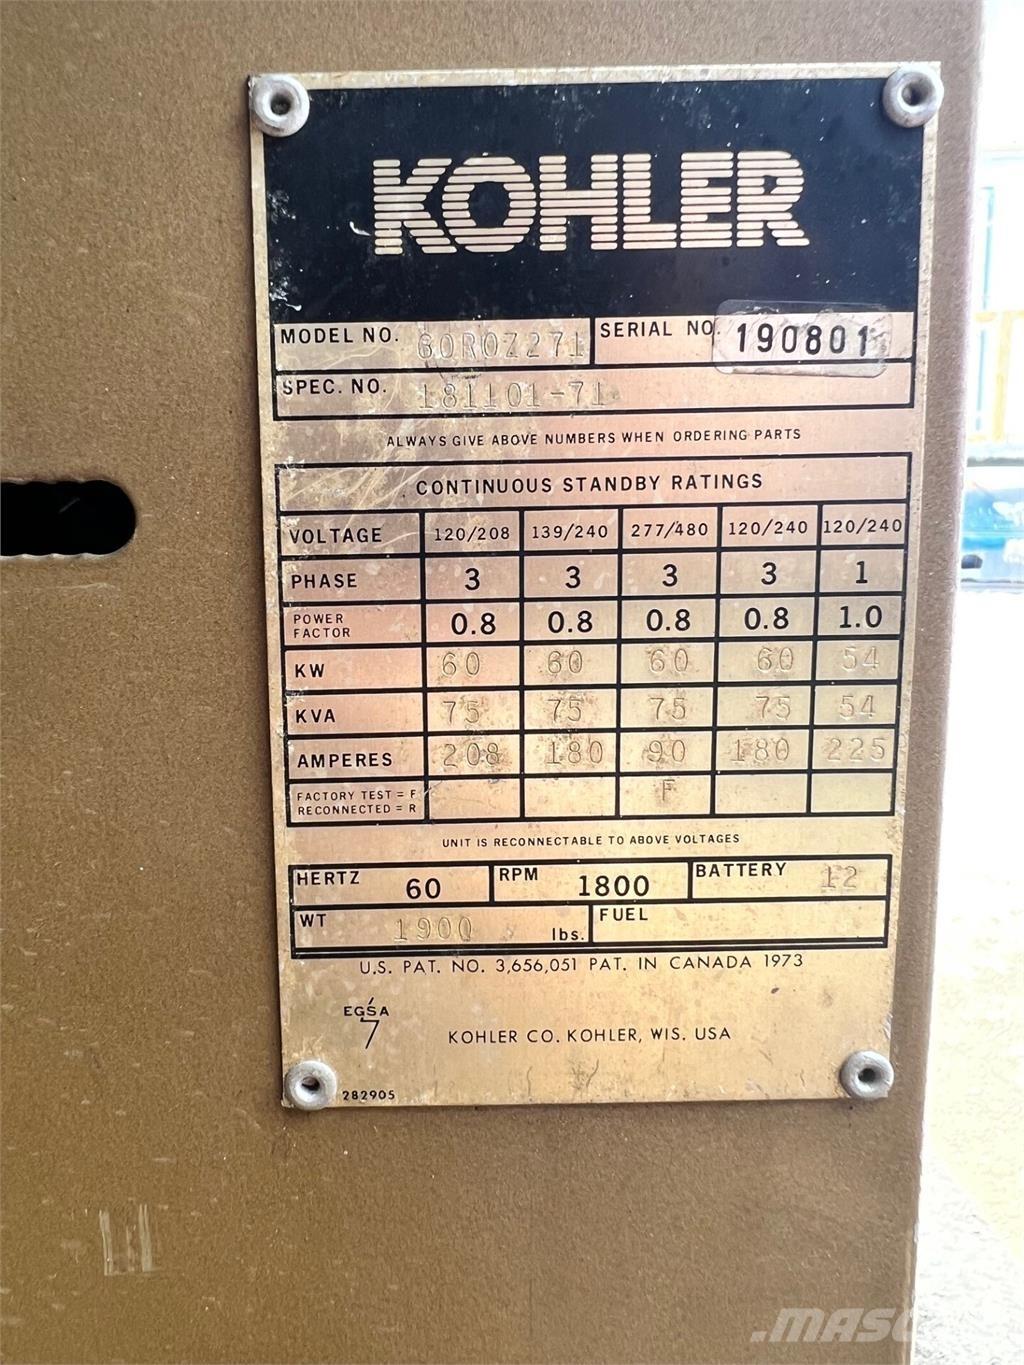 KOHLER
MODEL NO. 60ROZ271 SERIAL NO. 190801
SPEC. NO. 181101-71
ALWAYS GIVE ABOVE NUMBERS WHEN ORDERING PARTS
CONTINUOUS STANDBY RATINGS
VOLTAGE 120/208 139/240 277/480 120/240 120/240
PHASE 3 3 3 3 1
POWER
FACTOR 0.8 0.8 0.8 0.8 1.0
KW 60 60 60 60 54
KVA 75 75 75 75 54
AMPERES 208 180 90 180 225
FACTORY TEST = F F
RECONNECTED = R
UNIT IS RECONNECTABLE TO ABOVE VOLTAGES
HERTZ 60 RPM 1800 BATTERY 12
WT 1900 lbs. FUEL
U.S. PAT. NO. 3,656,051 PAT. IN CANADA 1973
EGSA
KOHLER CO. KOHLER, WIS. USA
282905
.MASC